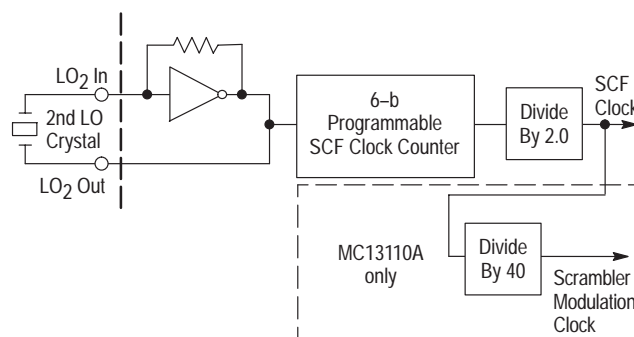 LO2 In
2nd LO
Crystal
LO2 Out
6–b
Programmable
SCF Clock Counter
Divide
By 2.0
SCF
Clock
MC13110A
only
Divide
By 40
Scrambler
Modulation
Clock